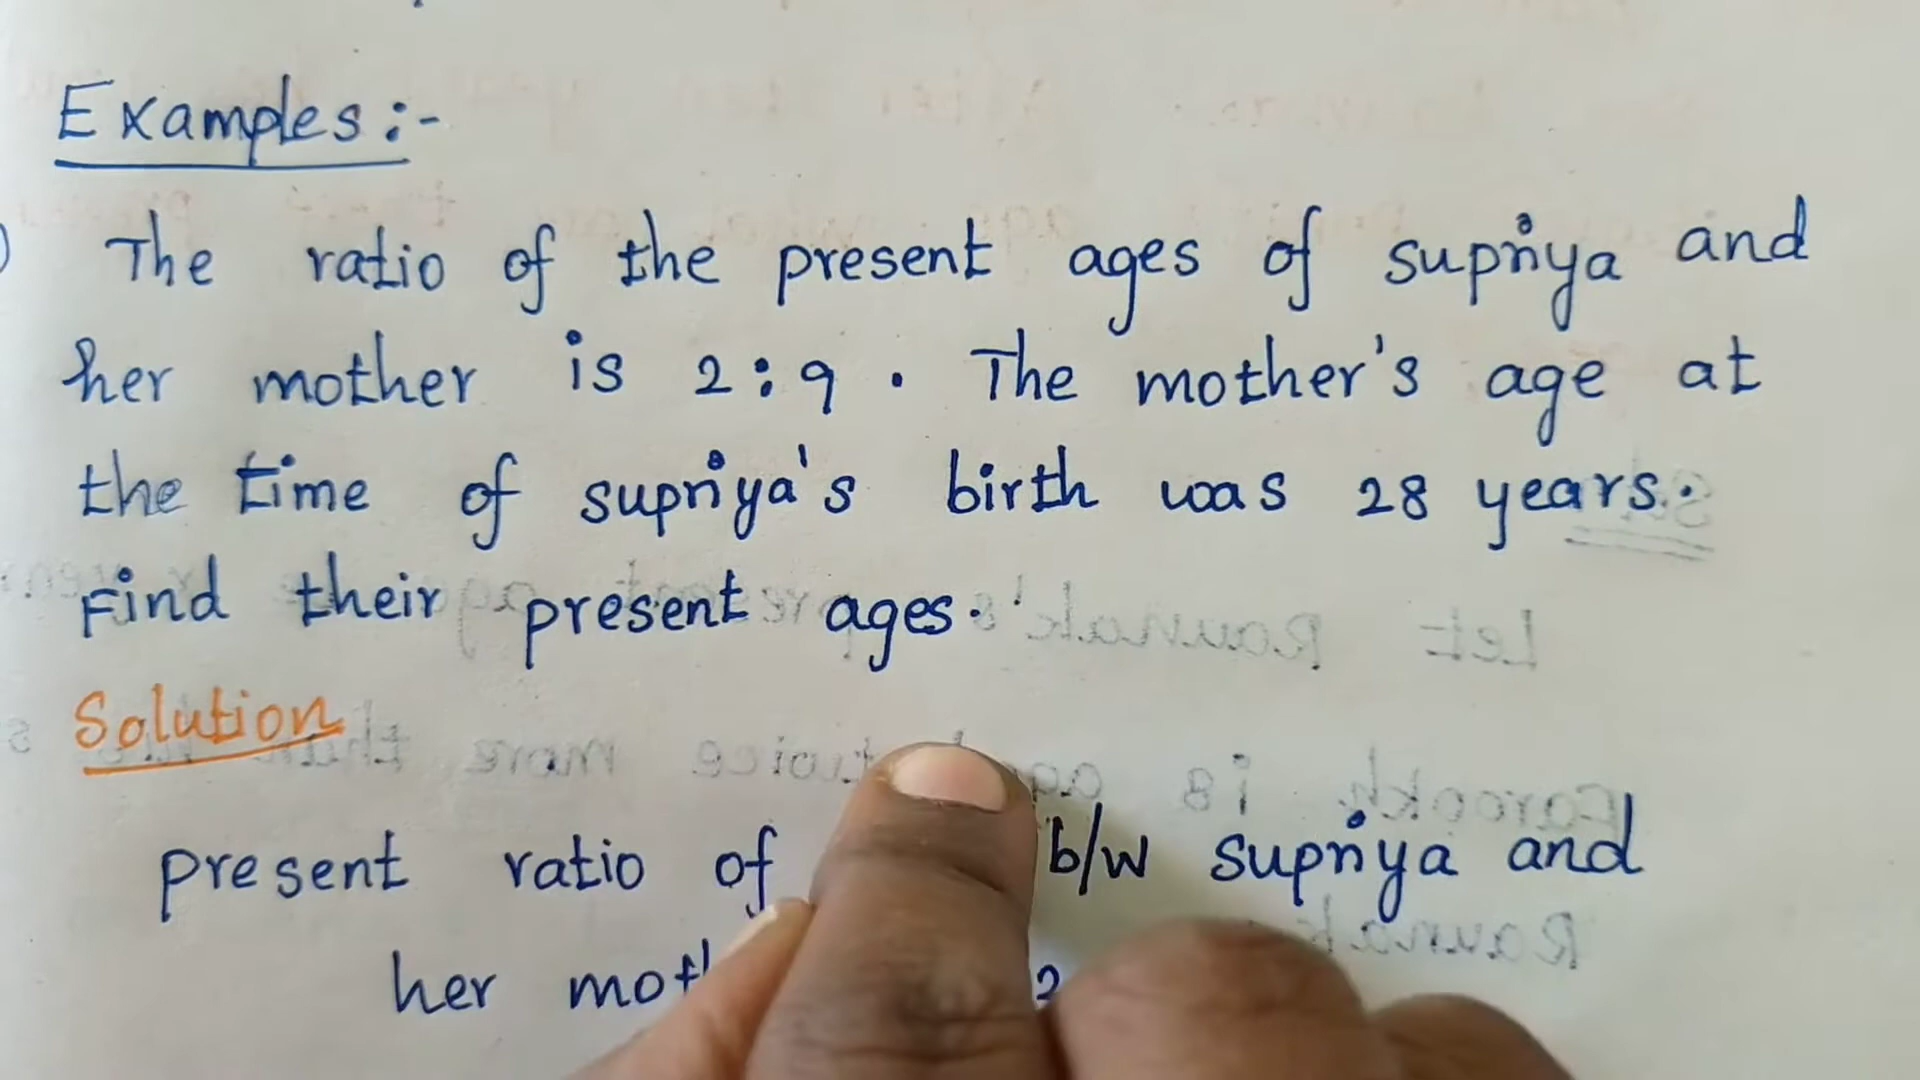 Examples:-
The ratio of the present ages of supriya and
her mother is 2:9. The mother's age at
the time of supriya's birth was 28 years.
Find their present ages.
Solution
present ratio of b/w supriya and
her 2